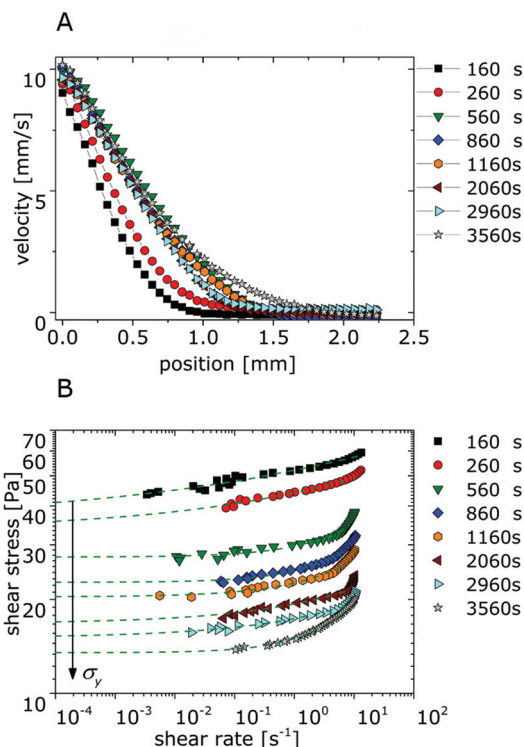 A
velocity [mm/s]
10
5
0
0.0 0.5 1.0 1.5 2.0 2.5
position [mm]
160 s
260 s
560 s
860 s
1160s
2060s
2960s
3560s
B
shear stress [Pa]
70
60
50
40
30
20
10
σy
10⁻⁴ 10⁻³ 10⁻² 10⁻¹ 10⁰ 10¹ 10²
shear rate [s⁻¹]
160 s
260 s
560 s
860 s
1160s
2060s
2960s
3560s